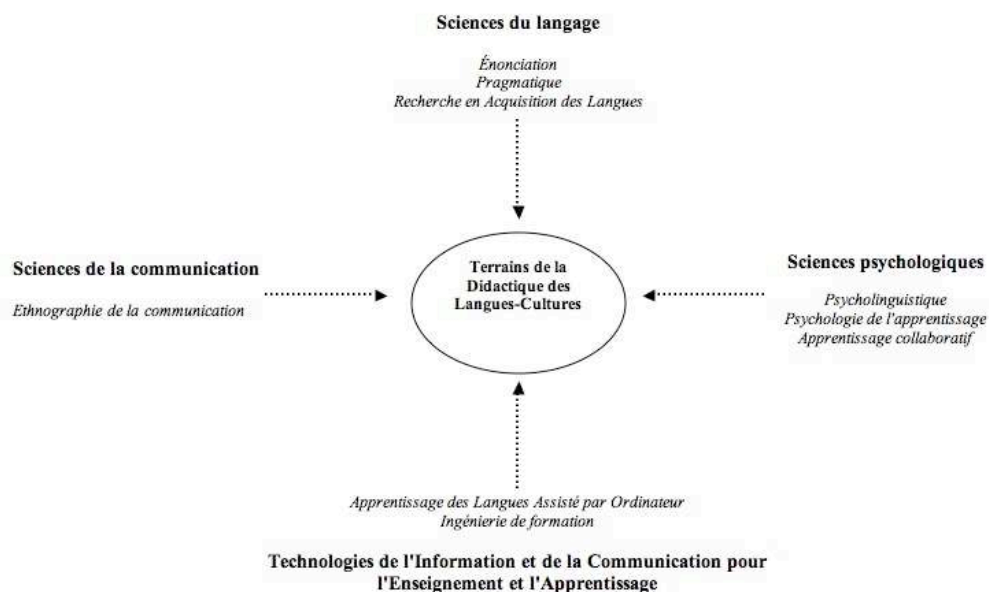 Sciences du langage
Énonciation
Pragmatique
Recherche en Acquisition des Langues
Sciences de la communication
Ethnographie de la communication
Terrains de la
Didactique des
Langues-Cultures
Sciences psychologiques
Psycholinguistique
Psychologie de l'apprentissage
Apprentissage collaboratif
Apprentissage des Langues Assisté par Ordinateur
Ingénierie de formation
Technologies de l'Information et de la Communication pour
l'Enseignement et l'Apprentissage